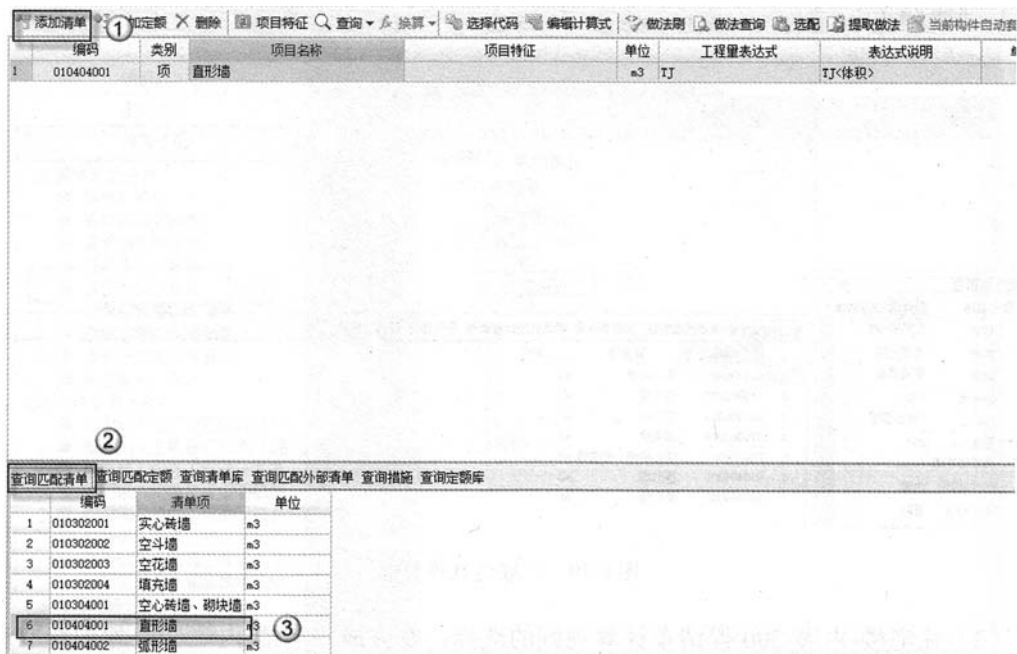 添加清单 ① 加定额 删除 项目特征 查询 换算 选择代码 编辑计算式 做法刷 做法查询 选配 提取做法 当前构件自动套
编码 类别 项目名称 项目特征 单位 工程量表达式 表达式说明
1 010404001 项 直形墙 m3 TJ TJ<体积>
②
查询匹配清单 查询匹配定额 查询清单库 查询匹配外部清单 查询措施 查询定额库
编码 清单项 单位
1 010302001 实心砖墙 m3
2 010302002 空斗墙 m3
3 010302003 空花墙 m3
4 010302004 填充墙 m3
5 010304001 空心砖墙、砌块墙 m3
6 010404001 直形墙 m3 ③
7 010404002 弧形墙 m3